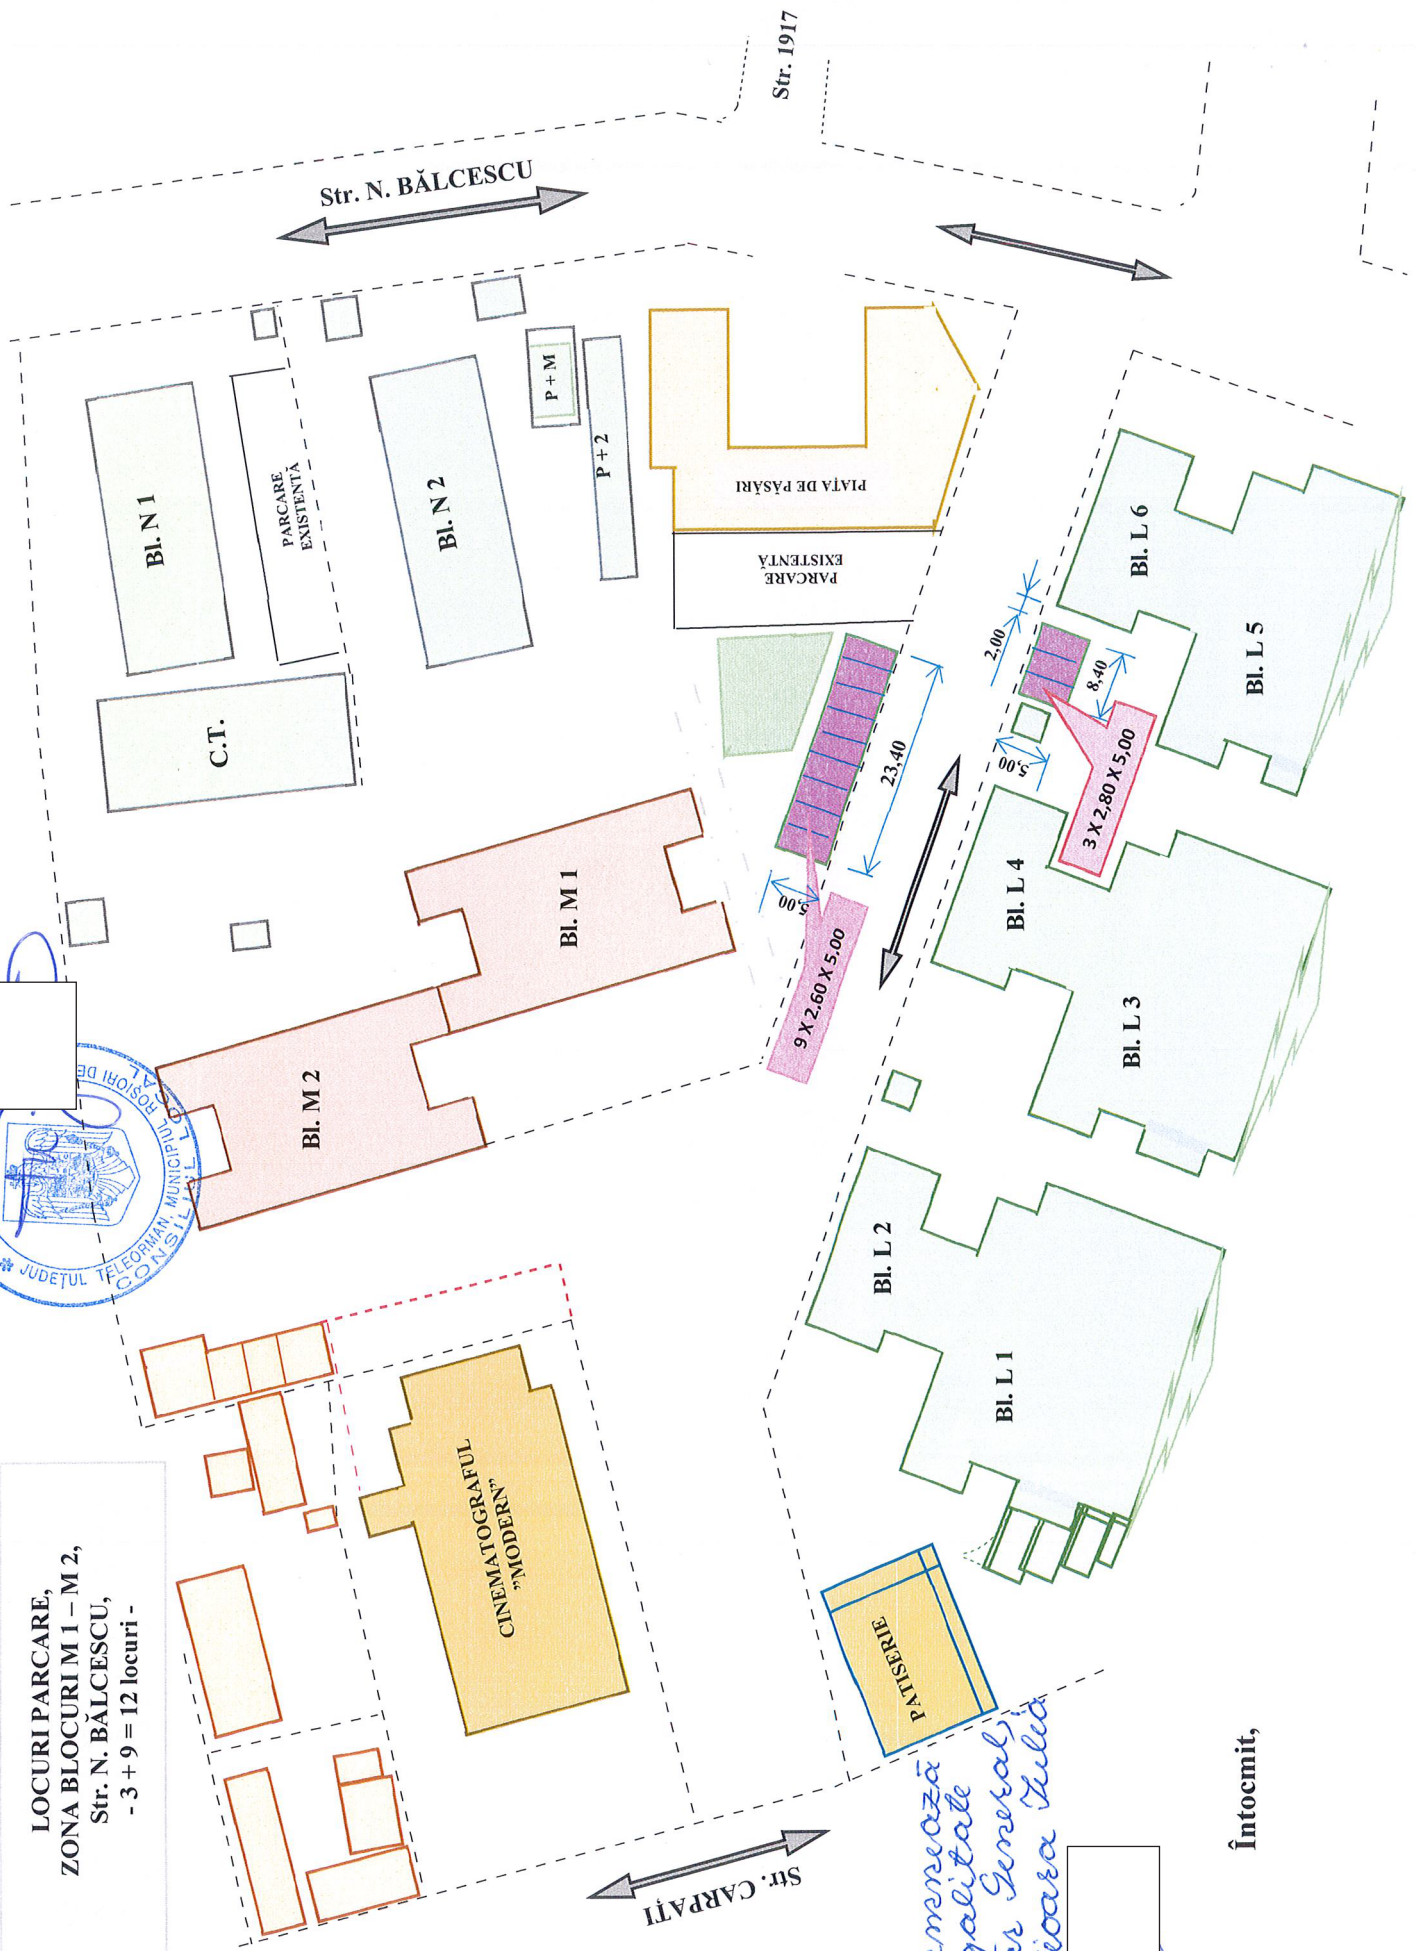 LOCURI PARCARE,
ZONA BLOCURI M 1 – M 2,
Str. N. BĂLCESCU,
- 3 + 9 = 12 locuri -
JUDEȚUL TELEORMAN, MUNICIPIUL ROȘIORI DE
CONSILIUL LOCAL
Str. 1917
Str. N. BĂLCESCU
Bl. N 1
PARCARE
EXISTENTĂ
C.T.
Bl. N 2
P + M
P + 2
PIAȚA DE PĂSĂRI
PARCARE
EXISTENTĂ
Bl. M 1
Bl. M 2
23,40
5,00
9 X 2.60 X 5.00
2,00
8,40
5,00
3 X 2,80 X 5,00
Bl. L 6
Bl. L 5
Bl. L 4
Bl. L 3
Bl. L 2
Bl. L 1
CINEMATOGRAFUL
”MODERN”
PATISERIE
Str. CARPAȚI
General,
Iulia
Întocmit,